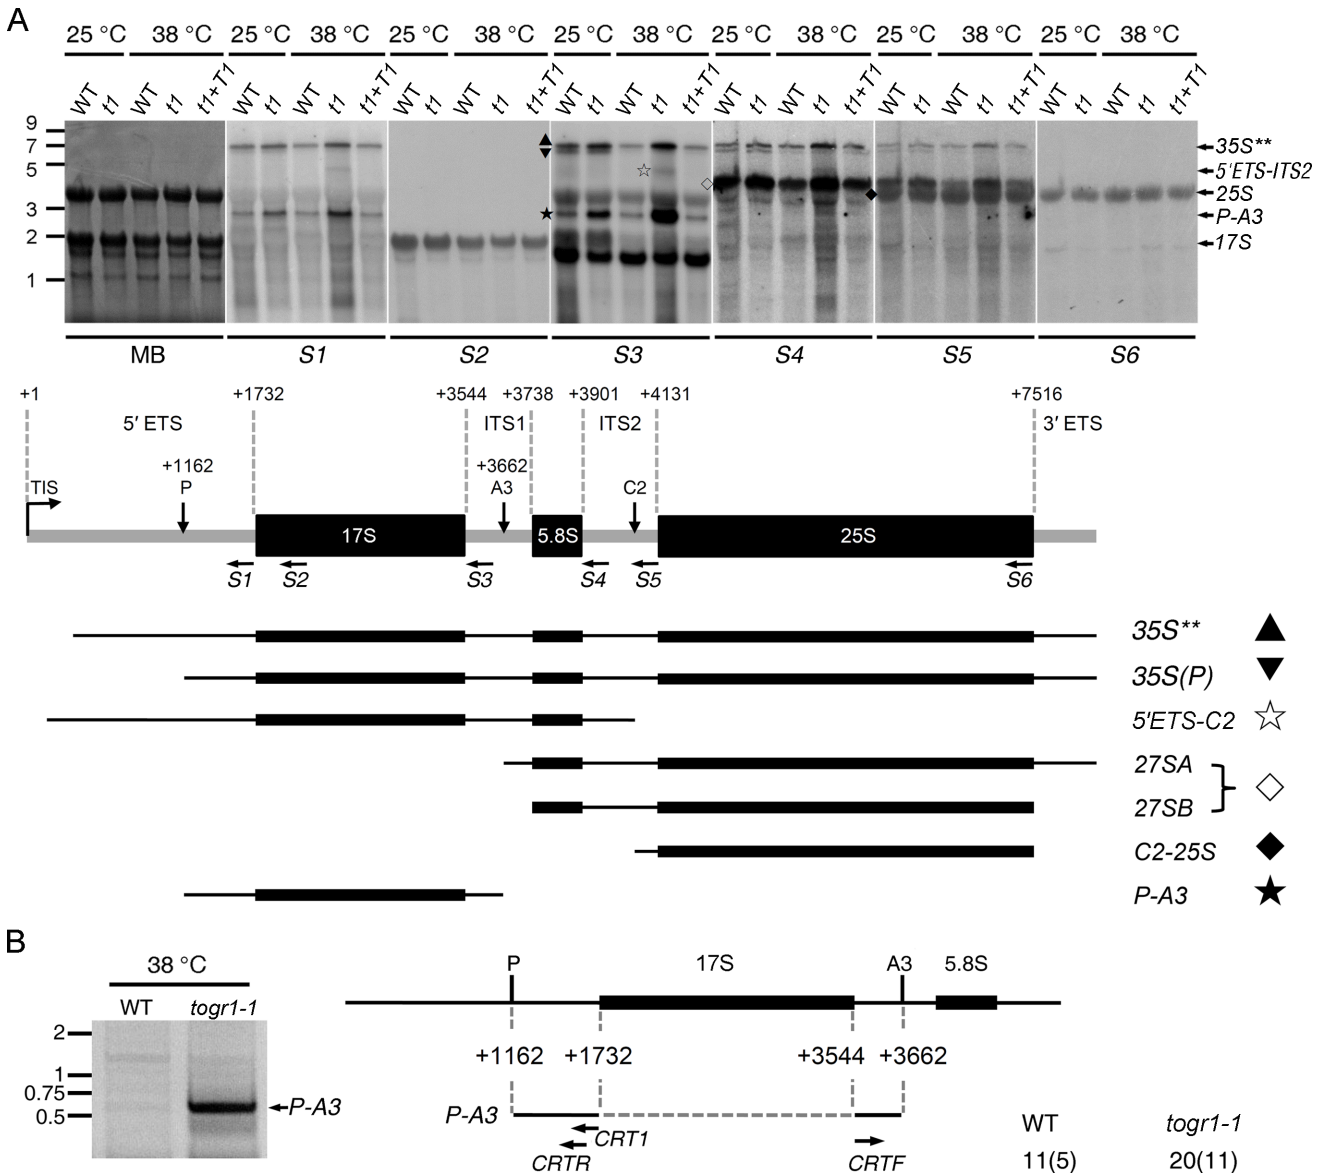 A
25 °C 38 °C 25 °C 38 °C 25 °C 38 °C 25 °C 38 °C 25 °C 38 °C 25 °C 38 °C 25 °C 38 °C
WT t1 WT t1 t1+T1 WT t1 WT t1 t1+T1 WT t1 WT t1 t1+T1 WT t1 WT t1 t1+T1 WT t1 WT t1 t1+T1 WT t1 WT t1 t1+T1 WT t1 WT t1 t1+T1
9
7 35S**
5 5'ETS-ITS2
25S
3 P-A3
2 17S
1
MB S1 S2 S3 S4 S5 S6
+1 +1732 +3544 +3738 +3901 +4131 +7516
5′ ETS ITS1 ITS2 3′ ETS
+1162 +3662
TIS P A3 C2
17S 5.8S 25S
S1 S2 S3 S4 S5 S6
35S**
35S(P)
5'ETS-C2
27SA
27SB
C2-25S
P-A3
B
38 °C
WT togr1-1
2
1
0.75
0.5
P-A3
P 17S A3 5.8S
+1162 +1732 +3544 +3662
P-A3
CRT1
CRTR CRTF
WT togr1-1
11(5) 20(11)